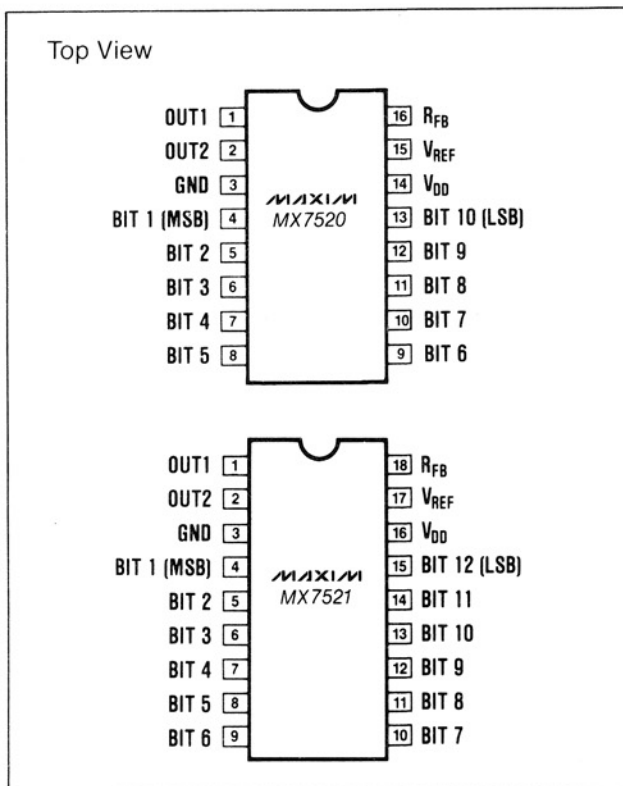 Top View
OUT1 1 16 RFB
OUT2 2 15 VREF
GND 3 14 VDD
MAXIM
MX7520
BIT 1 (MSB) 4 13 BIT 10 (LSB)
BIT 2 5 12 BIT 9
BIT 3 6 11 BIT 8
BIT 4 7 10 BIT 7
BIT 5 8 9 BIT 6
OUT1 1 18 RFB
OUT2 2 17 VREF
GND 3 16 VDD
BIT 1 (MSB) 4 15 BIT 12 (LSB)
MAXIM
MX7521
BIT 2 5 14 BIT 11
BIT 3 6 13 BIT 10
BIT 4 7 12 BIT 9
BIT 5 8 11 BIT 8
BIT 6 9 10 BIT 7